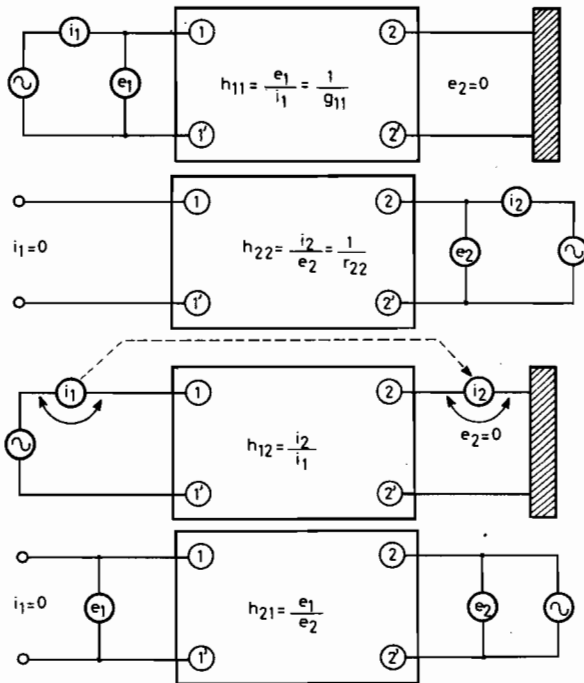 i₁
e₁
1
1'
h₁₁ = e₁/i₁ = 1/g₁₁
2
2'
e₂=0
i₁=0
1
1'
h₂₂ = i₂/e₂ = 1/r₂₂
2
2'
i₂
e₂
i₁
1
1'
h₁₂ = i₂/i₁
2
2'
i₂
e₂=0
i₁=0
e₁
1
1'
h₂₁ = e₁/e₂
2
2'
e₂